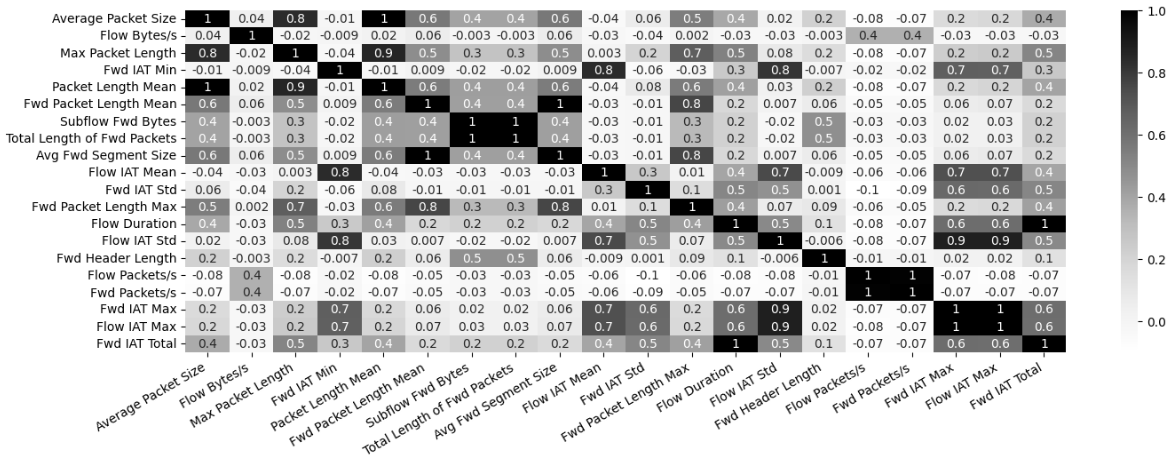 Average Packet Size 1 0.04 0.8 -0.01 1 0.6 0.4 0.4 0.6 -0.04 0.06 0.5 0.4 0.02 0.2 -0.08 -0.07 0.2 0.2 0.4
Flow Bytes/s 0.04 1 -0.02 -0.009 0.02 0.06 -0.003 -0.003 0.06 -0.03 -0.04 0.002 -0.03 -0.03 -0.003 0.4 0.4 -0.03 -0.03 -0.03
Max Packet Length 0.8 -0.02 1 -0.04 0.9 0.5 0.3 0.3 0.5 0.003 0.2 0.7 0.5 0.08 0.2 -0.08 -0.07 0.2 0.2 0.5
Fwd IAT Min -0.01 -0.009 -0.04 1 -0.01 0.009 -0.02 -0.02 0.009 0.8 -0.06 -0.03 0.3 0.8 -0.007 -0.02 -0.02 0.7 0.7 0.3
Packet Length Mean 1 0.02 0.9 -0.01 1 0.6 0.4 0.4 0.6 -0.04 0.08 0.6 0.4 0.03 0.2 -0.08 -0.07 0.2 0.2 0.4
Fwd Packet Length Mean 0.6 0.06 0.5 0.009 0.6 1 0.4 0.4 1 -0.03 -0.01 0.8 0.2 0.007 0.06 -0.05 -0.05 0.06 0.07 0.2
Subflow Fwd Bytes 0.4 -0.003 0.3 -0.02 0.4 0.4 1 1 0.4 -0.03 -0.01 0.3 0.2 -0.02 0.5 -0.03 -0.03 0.02 0.03 0.2
Total Length of Fwd Packets 0.4 -0.003 0.3 -0.02 0.4 0.4 1 1 0.4 -0.03 -0.01 0.3 0.2 -0.02 0.5 -0.03 -0.03 0.02 0.03 0.2
Avg Fwd Segment Size 0.6 0.06 0.5 0.009 0.6 1 0.4 0.4 1 -0.03 -0.01 0.8 0.2 0.007 0.06 -0.05 -0.05 0.06 0.07 0.2
Flow IAT Mean -0.04 -0.03 0.003 0.8 -0.04 -0.03 -0.03 -0.03 -0.03 1 0.3 0.01 0.4 0.7 -0.009 -0.06 -0.06 0.7 0.7 0.4
Fwd IAT Std 0.06 -0.04 0.2 -0.06 0.08 -0.01 -0.01 -0.01 -0.01 0.3 1 0.1 0.5 0.5 0.001 -0.1 -0.09 0.6 0.6 0.5
Fwd Packet Length Max 0.5 0.002 0.7 -0.03 0.6 0.8 0.3 0.3 0.8 0.01 0.1 1 0.4 0.07 0.09 -0.06 -0.06 0.2 0.2 0.4
Flow Duration 0.4 -0.03 0.5 0.3 0.4 0.2 0.2 0.2 0.2 0.4 0.5 0.4 1 0.5 0.1 -0.08 -0.07 0.6 0.6 1
Flow IAT Std 0.02 -0.03 0.08 0.8 0.03 0.007 -0.02 -0.02 0.007 0.7 0.5 0.07 0.5 1 -0.006 -0.08 -0.07 0.9 0.9 0.5
Fwd Header Length 0.2 -0.003 0.2 -0.007 0.2 0.06 0.5 0.5 0.06 -0.009 0.001 0.09 0.1 -0.006 1 -0.01 -0.01 0.02 0.02 0.1
Flow Packets/s -0.08 0.4 -0.08 -0.02 -0.08 -0.05 -0.03 -0.03 -0.05 -0.06 -0.1 -0.06 -0.08 -0.08 -0.01 1 1 -0.07 -0.08 -0.07
Fwd Packets/s -0.07 0.4 -0.07 -0.02 -0.07 -0.05 -0.03 -0.03 -0.05 -0.06 -0.09 -0.06 -0.07 -0.07 -0.01 1 1 -0.07 -0.07 -0.07
Fwd IAT Max 0.2 -0.03 0.2 0.7 0.2 0.06 0.02 0.02 0.06 0.7 0.6 0.2 0.6 0.9 0.02 -0.07 -0.07 1 1 0.6
Flow IAT Max 0.2 -0.03 0.2 0.7 0.2 0.07 0.03 0.03 0.07 0.7 0.6 0.2 0.6 0.9 0.02 -0.08 -0.07 1 1 0.6
Fwd IAT Total 0.4 -0.03 0.5 0.3 0.4 0.2 0.2 0.2 0.2 0.4 0.5 0.4 1 0.5 0.1 -0.07 -0.07 0.6 0.6 1
Average Packet Size
Flow Bytes/s
Max Packet Length
Fwd IAT Min
Packet Length Mean
Fwd Packet Length Mean
Subflow Fwd Bytes
Total Length of Fwd Packets
Avg Fwd Segment Size
Flow IAT Mean
Fwd IAT Std
Fwd Packet Length Max
Flow Duration
Flow IAT Std
Fwd Header Length
Flow Packets/s
Fwd Packets/s
Fwd IAT Max
Flow IAT Max
Fwd IAT Total
1.0
0.8
0.6
0.4
0.2
0.0